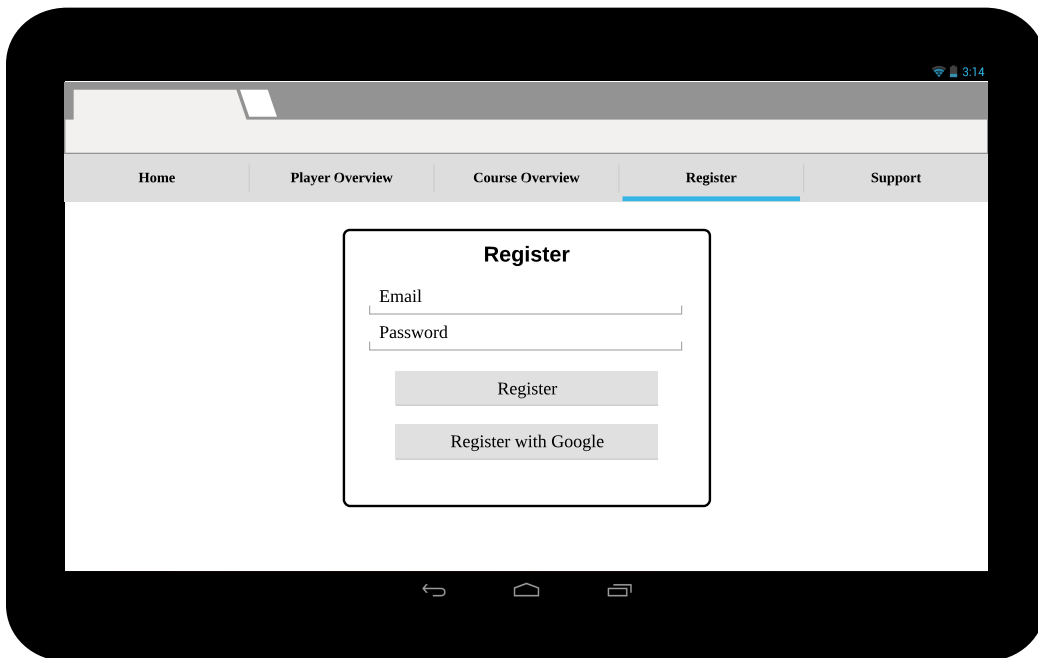 3:14
Home Player Overview Course Overview Register Support
Register
Email
Password
Register
Register with Google